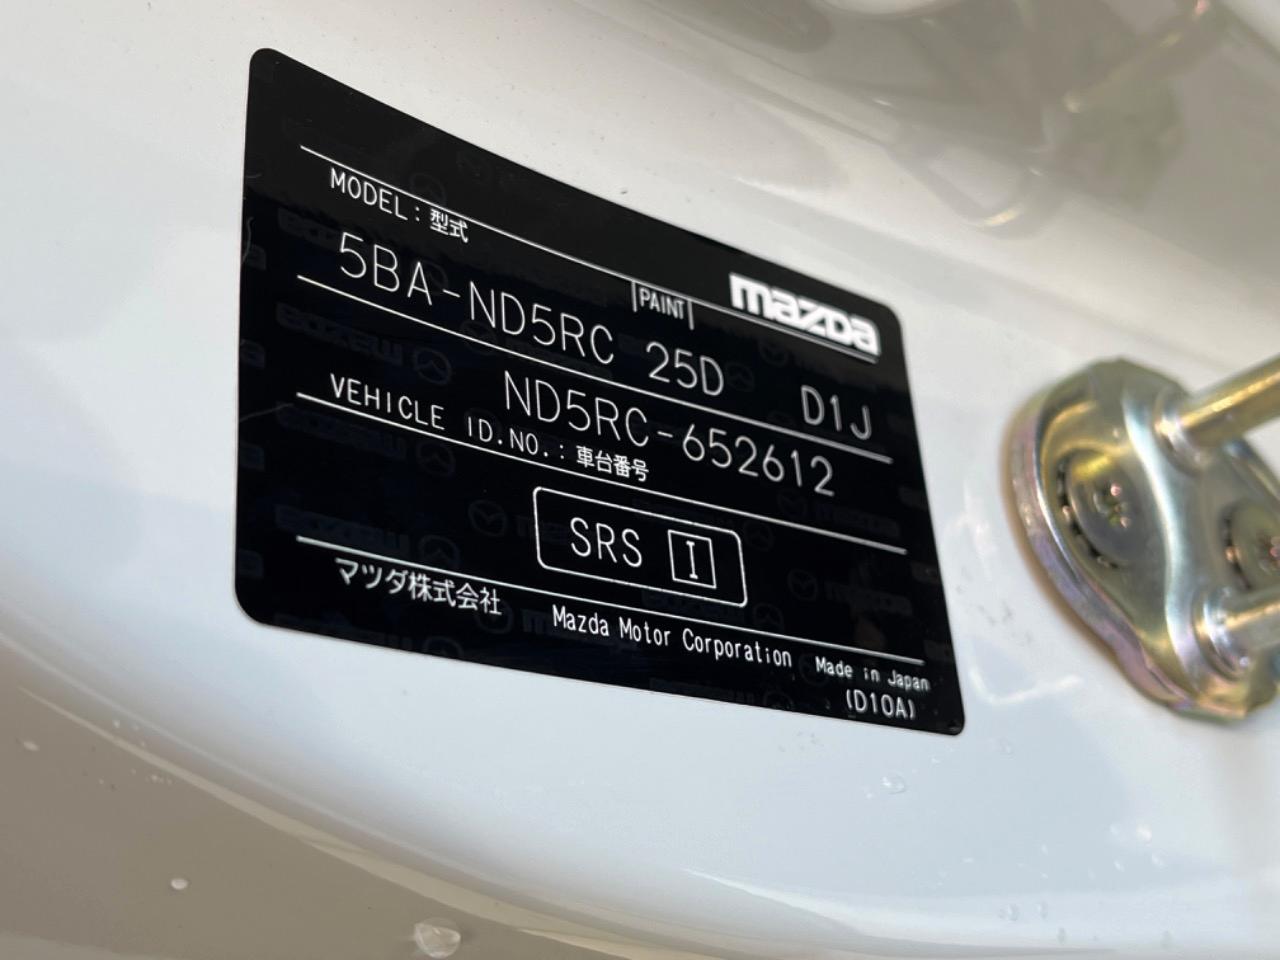 mazda
MODEL:型式
PAINT
5BA-ND5RC 25D D1J
ND5RC-652612
VEHICLE ID.NO.:車台番号
SRS I
マツダ株式会社 Mazda Motor Corporation Made in Japan
(D10A)